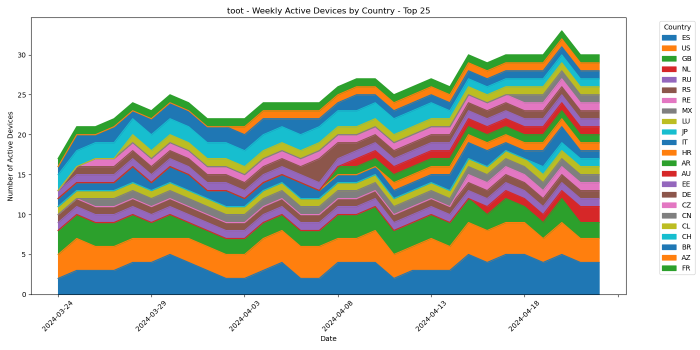 toot - Weekly Active Devices by Country - Top 25
Number of Active Devices
30
25
20
15
10
5
0
2024-03-24
2024-03-29
2024-04-03
2024-04-08
2024-04-13
2024-04-18
Date
Country
ES
US
GB
NL
RU
RS
RE
MX
LU
JP
IT
HR
AR
AU
EE
DE
CZ
CN
CL
CH
BR
AZ
FR